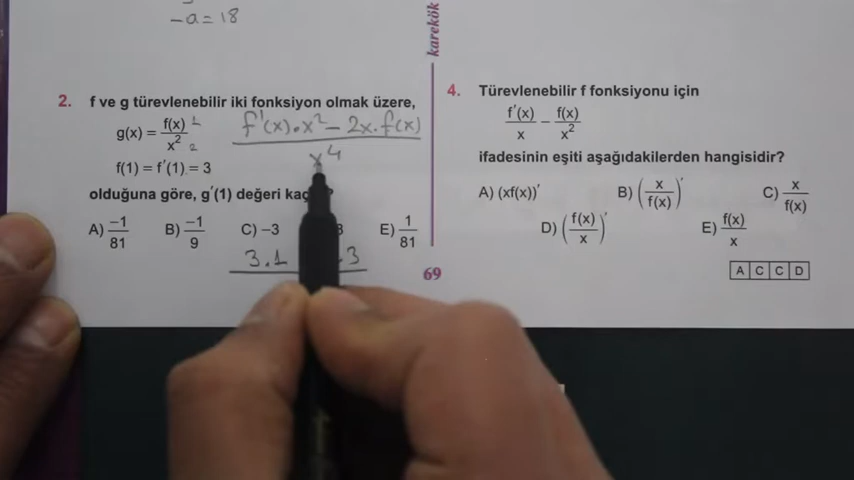 -a = 18
karekök
2. f ve g türevlenebilir iki fonksiyon olmak üzere,
g(x) = f(x)/x² 1 2
f'(x).x² - 2x.f(x)
x⁴
f(1) = f'(1) = 3
olduğuna göre, g'(1) değeri
A) -1/81 B) -1/9 C) -3 E) 1/81
3.1 .3
4. Türevlenebilir f fonksiyonu için
f'(x)/x - f(x)/x²
ifadesinin eşiti aşağıdakilerden hangisidir?
A) (xf(x))' B) (x/f(x))' C) x/f(x)
D) (f(x)/x)' E) f(x)/x
69
A C C D